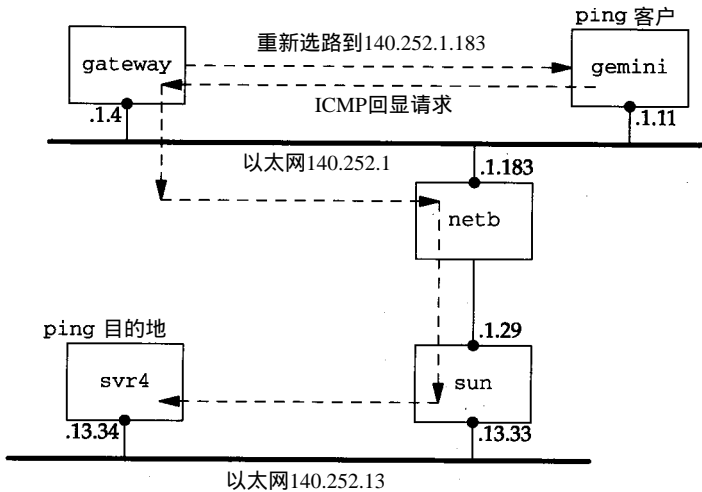 ping 客户
重新选路到140.252.1.183
gateway
gemini
ICMP回显请求
.1.4
.1.11
以太网140.252.1
.1.183
netb
.1.29
ping 目的地
svr4
sun
.13.34
.13.33
以太网140.252.13